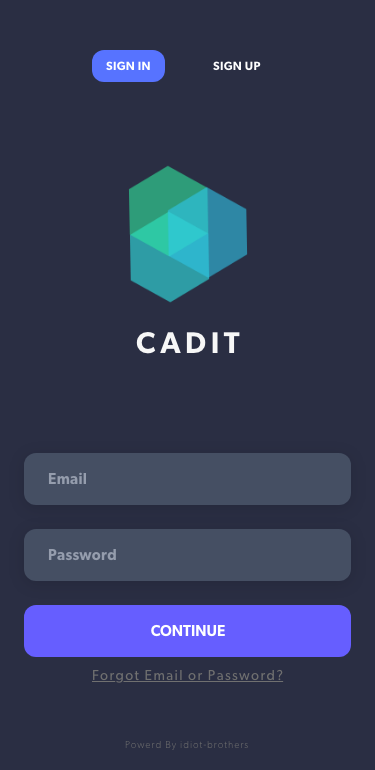 SIGN IN SIGN UP
CADIT
Email
Password
CONTINUE
Forgot Email or Password?
Powerd By idiot-brothers